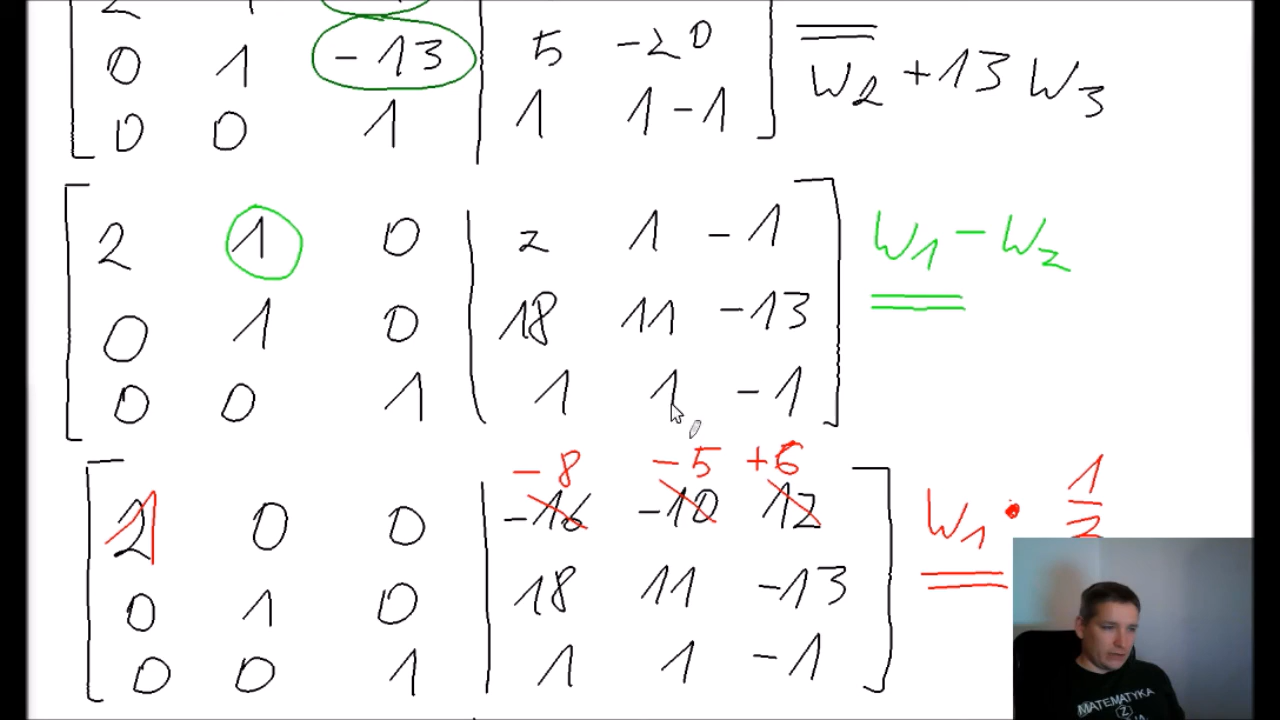 0 1 -13 | 5 -2 0 W2 + 13 W3
0 0 1 | 1 1 -1
2 1 0 | 2 1 -1 W1 - W2
0 1 0 | 18 11 -13
0 0 1 | 1 1 -1
-8 -5 +6
1 0 0 | -16 -10 12 W1 · 1/2
0 1 0 | 18 11 -13
0 0 1 | 1 1 -1
MATEMATYKA
Z